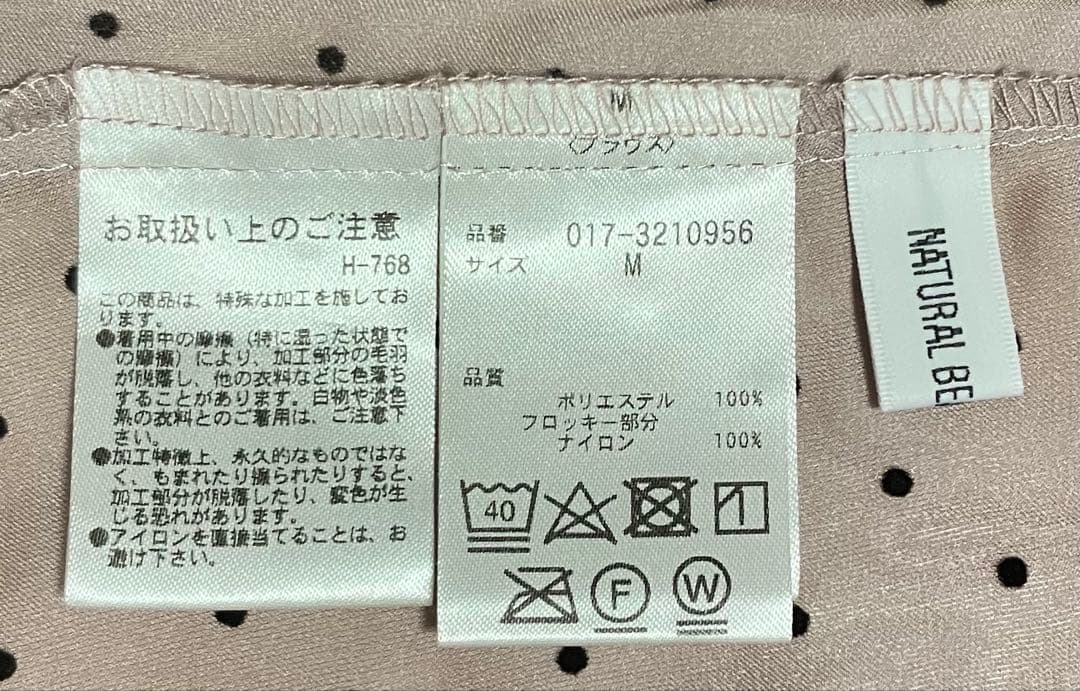 お取扱い上のご注意
H-768
この商品は、特殊な加工を施してお
ります。
●着用中の摩擦（特に湿った状態で
の摩擦）により、加工部分の毛羽
が脱落し、他の衣料などに色落ち
することがあります。白物や淡色
系の衣料とのご着用は、ご注意下
さい。
●加工特徴上、永久的なものではな
く、もまれたり擦られたりすると、
加工部分が脱落したり、変色が生
じる恐れがあります。
●アイロンを直接当てることは、お
避け下さい。
M
〈ブラウス〉
品番 017-3210956
サイズ M
品質
ポリエステル 100%
フロッキー部分
ナイロン 100%
40
F
W
NATURAL BE